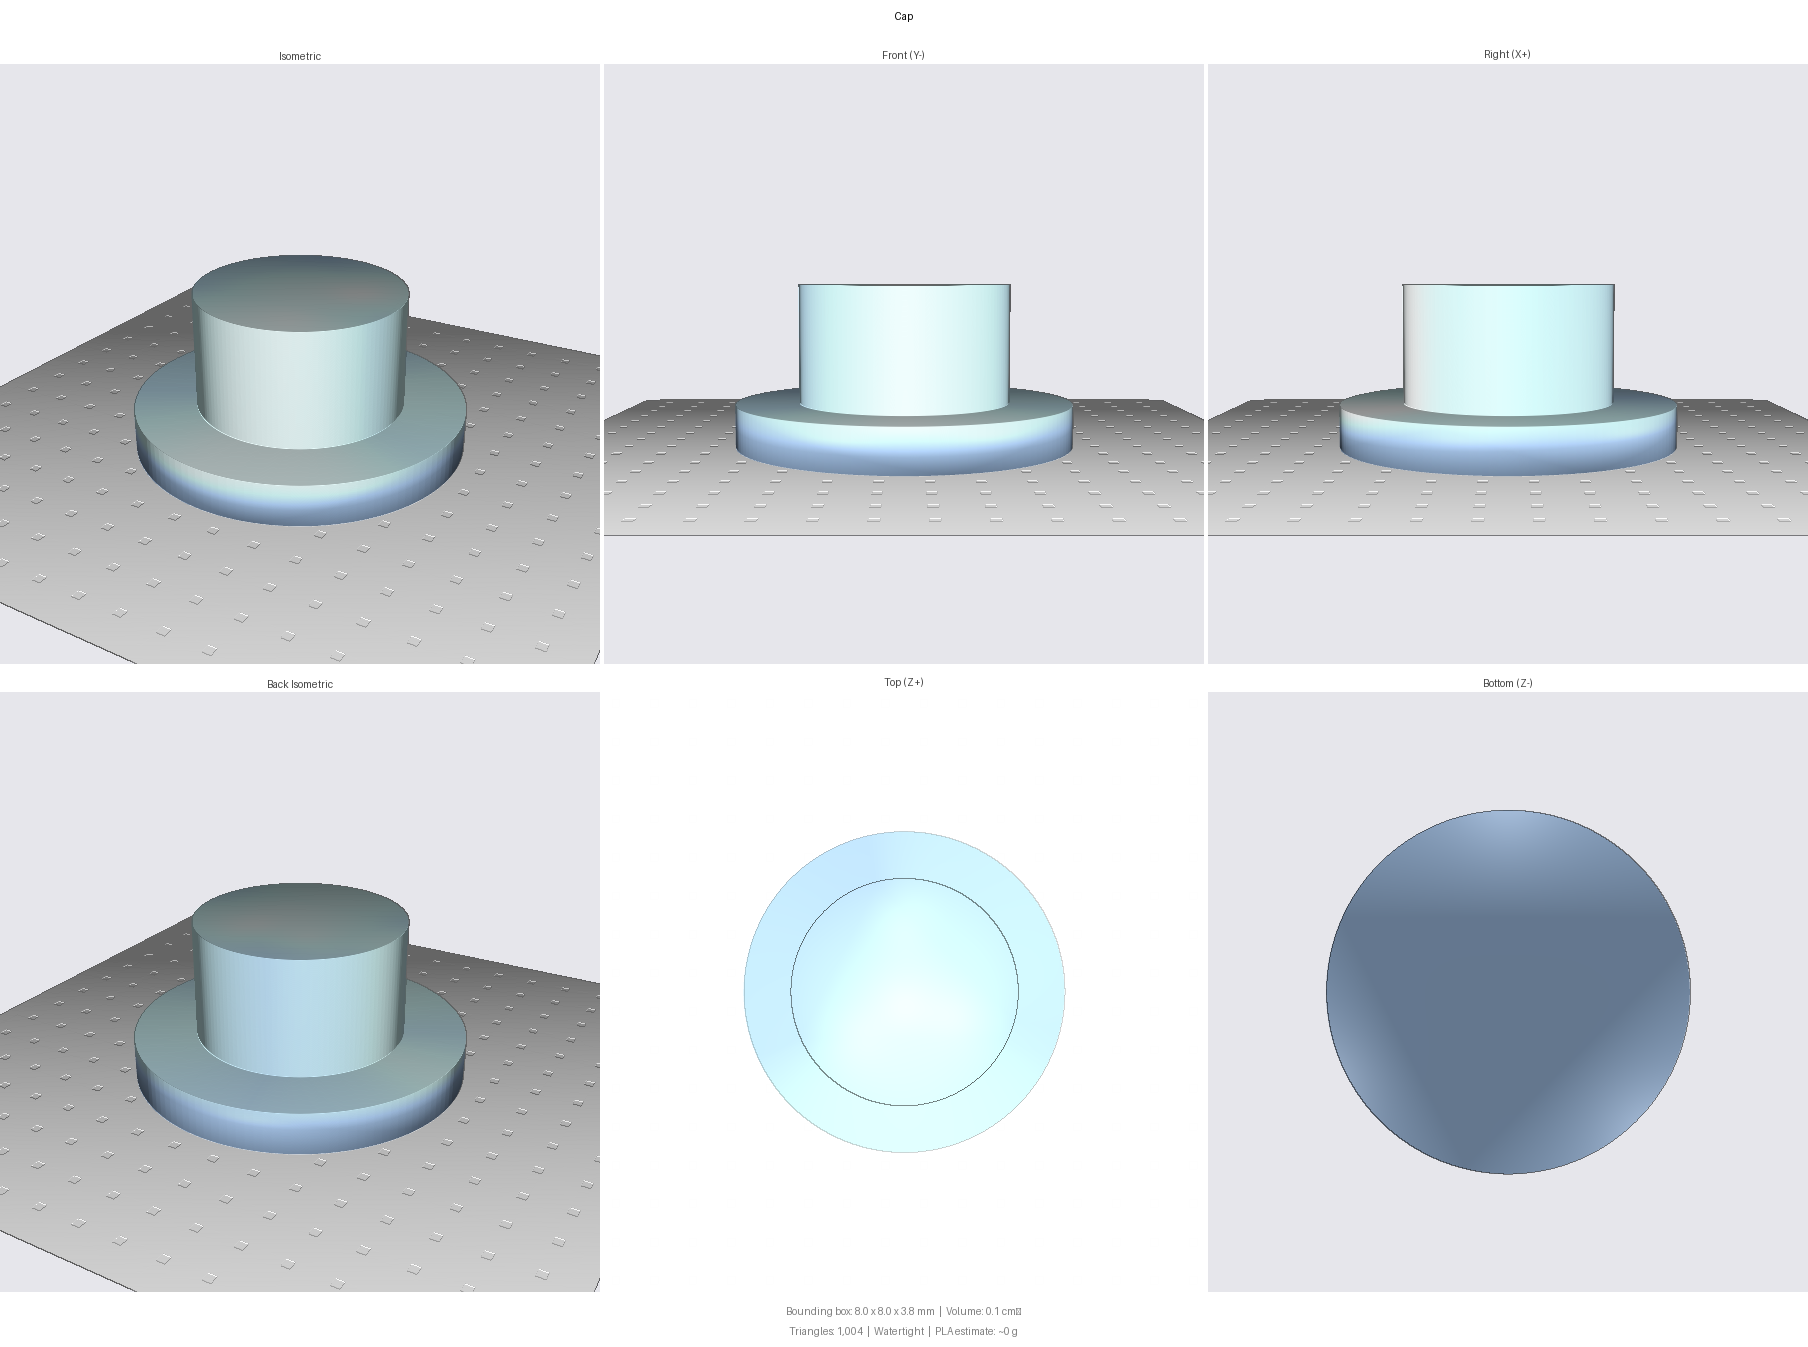 Cap
Isometric
Front (Y-)
Right (X+)
Back Isometric
Top (Z+)
Bottom (Z-)
Bounding box: 8.0 x 8.0 x 3.8 mm | Volume: 0.1 cm▯
Triangles: 1,004 | Watertight | PLA estimate: ~0 g